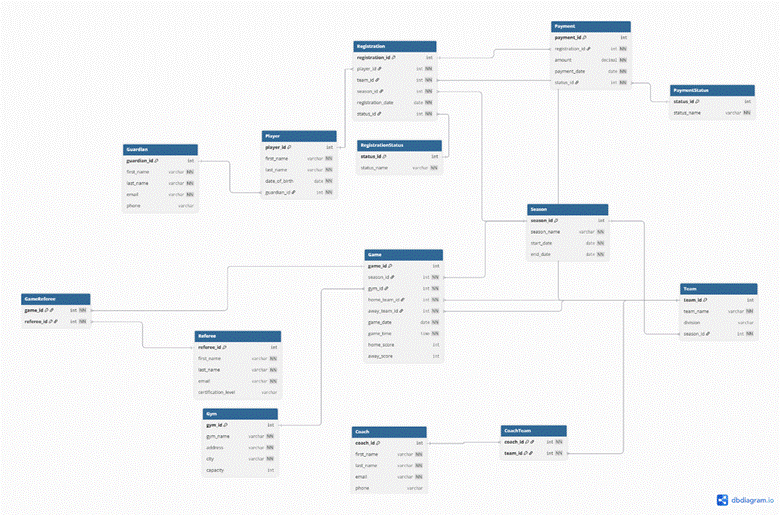 Payment
payment_id int
registration_id int NN
amount decimal NN
payment_date date NN
status_id int NN
Registration
registration_id int
player_id int NN
team_id int NN
season_id int NN
registration_date date NN
status_id int NN
PaymentStatus
status_id int
status_name varchar NN
Player
player_id int
first_name varchar NN
last_name varchar NN
date_of_birth date NN
guardian_id int NN
RegistrationStatus
status_id int
status_name varchar NN
Guardian
guardian_id int
first_name varchar NN
last_name varchar NN
email varchar NN
phone varchar
Season
season_id int
season_name varchar NN
start_date date NN
end_date date NN
Game
game_id int
season_id int NN
gym_id int NN
home_team_id int NN
away_team_id int NN
game_date date NN
game_time time NN
home_score int
away_score int
Team
team_id int
team_name varchar NN
division varchar
season_id int NN
GameReferee
game_id int NN
referee_id int NN
Referee
referee_id int
first_name varchar NN
last_name varchar NN
email varchar NN
certification_level varchar
Gym
gym_id int
gym_name varchar NN
address varchar NN
city varchar NN
capacity int
Coach
coach_id int
first_name varchar NN
last_name varchar NN
email varchar NN
phone varchar
CoachTeam
coach_id int NN
team_id int NN
dbdiagram.io